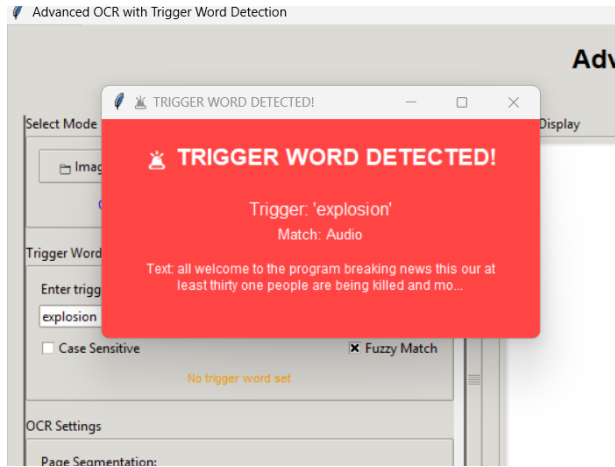 Advanced OCR with Trigger Word Detection
Adv
TRIGGER WORD DETECTED!
Select Mode
Display
TRIGGER WORD DETECTED!
Imag
Trigger: 'explosion'
Match: Audio
Trigger Word
Text: all welcome to the program breaking news this our at
least thirty one people are being killed and mo...
Enter trigg
explosion
Case Sensitive
Fuzzy Match
No trigger word set
OCR Settings
Page Segmentation: